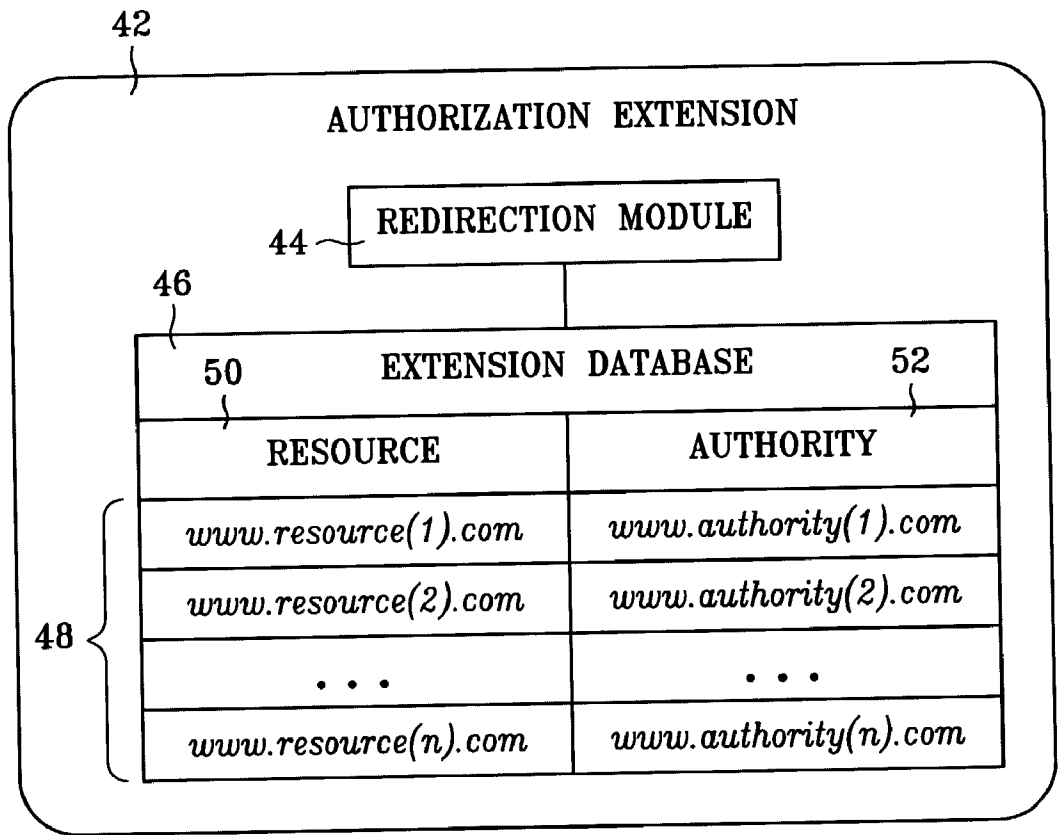 42
AUTHORIZATION EXTENSION
REDIRECTION MODULE
44
46
50 EXTENSION DATABASE 52
RESOURCE AUTHORITY
www.resource(1).com www.authority(1).com
www.resource(2).com www.authority(2).com
48
. . . . . .
www.resource(n).com www.authority(n).com